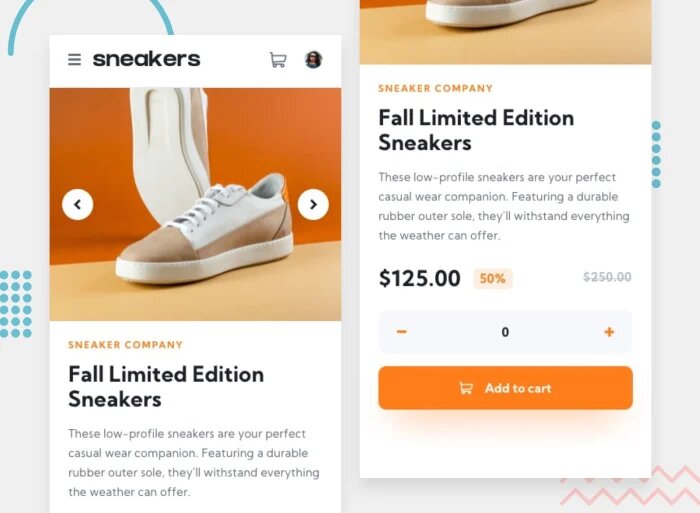 sneakers
SNEAKER COMPANY
Fall Limited Edition
Sneakers
These low-profile sneakers are your perfect
casual wear companion. Featuring a durable
rubber outer sole, they'll withstand everything
the weather can offer.
SNEAKER COMPANY
Fall Limited Edition
Sneakers
These low-profile sneakers are your perfect
casual wear companion. Featuring a durable
rubber outer sole, they'll withstand everything
the weather can offer.
$125.00 50% $250.00
− 0 +
Add to cart